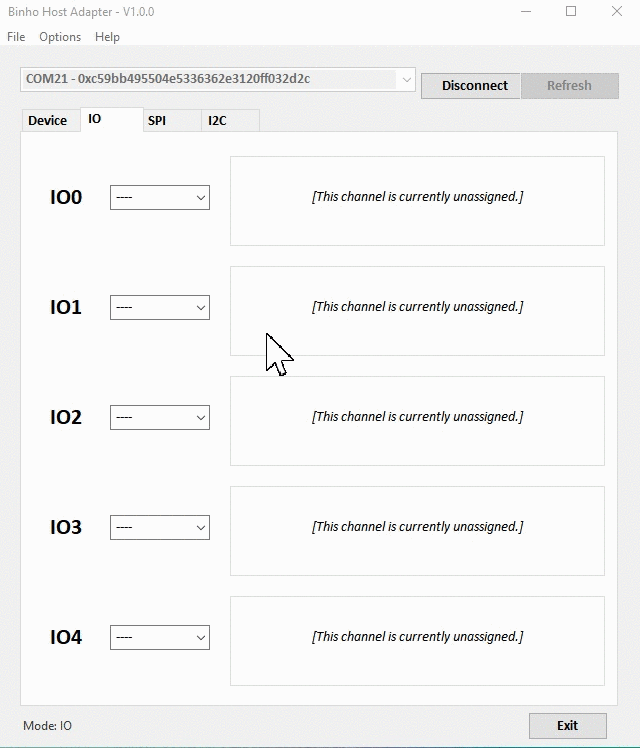 Binho Host Adapter - V1.0.0
File Options Help
COM21 - 0xc59bb495504e5336362e3120ff032d2c
Disconnect Refresh
Device IO SPI I2C
IO0 ---- [This channel is currently unassigned.]
IO1 ---- [This channel is currently unassigned.]
IO2 ---- [This channel is currently unassigned.]
IO3 ---- [This channel is currently unassigned.]
IO4 ---- [This channel is currently unassigned.]
Mode: IO Exit